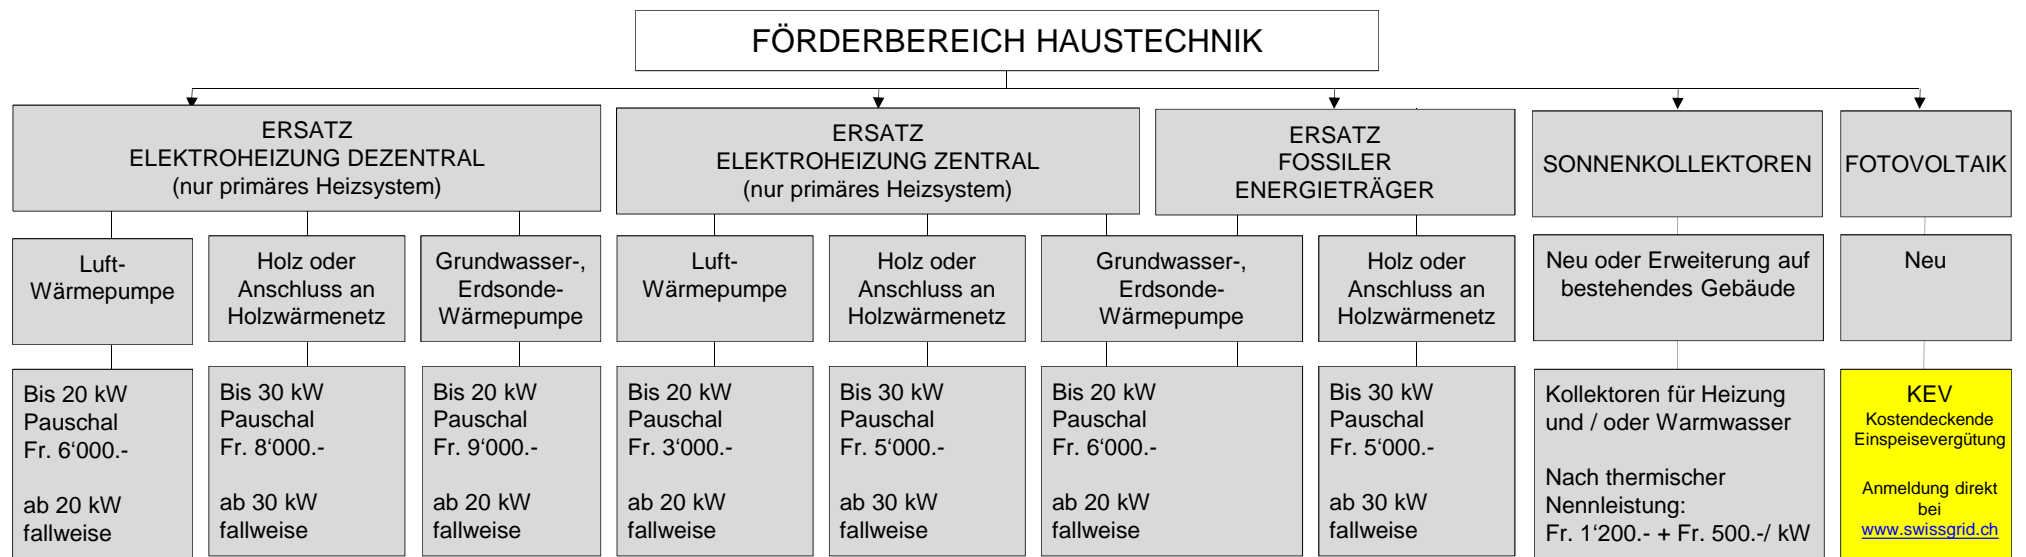 FÖRDERBEREICH HAUSTECHNIK
ERSATZ
ELEKTROHEIZUNG DEZENTRAL
(nur primäres Heizsystem)
ERSATZ
ELEKTROHEIZUNG ZENTRAL
(nur primäres Heizsystem)
ERSATZ
FOSSILER
ENERGIETRÄGER
SONNENKOLLEKTOREN
FOTOVOLTAIK
Luft-
Wärmepumpe
Holz oder
Anschluss an
Holzwärmenetz
Grundwasser-,
Erdsonde-
Wärmepumpe
Luft-
Wärmepumpe
Holz oder
Anschluss an
Holzwärmenetz
Grundwasser-,
Erdsonde-
Wärmepumpe
Holz oder
Anschluss an
Holzwärmenetz
Neu oder Erweiterung auf
bestehendes Gebäude
Neu
Bis 20 kW
Pauschal
Fr. 6‘000.-
ab 20 kW
fallweise
Bis 30 kW
Pauschal
Fr. 8‘000.-
ab 30 kW
fallweise
Bis 20 kW
Pauschal
Fr. 9‘000.-
ab 20 kW
fallweise
Bis 20 kW
Pauschal
Fr. 3‘000.-
ab 20 kW
fallweise
Bis 30 kW
Pauschal
Fr. 5‘000.-
ab 30 kW
fallweise
Bis 20 kW
Pauschal
Fr. 6‘000.-
ab 20 kW
fallweise
Bis 30 kW
Pauschal
Fr. 5‘000.-
ab 30 kW
fallweise
Kollektoren für Heizung
und / oder Warmwasser
Nach thermischer
Nennleistung:
Fr. 1‘200.- + Fr. 500.-/ kW
KEV
Kostendeckende
Einspeisevergütung
Anmeldung direkt
bei
www.swissgrid.ch